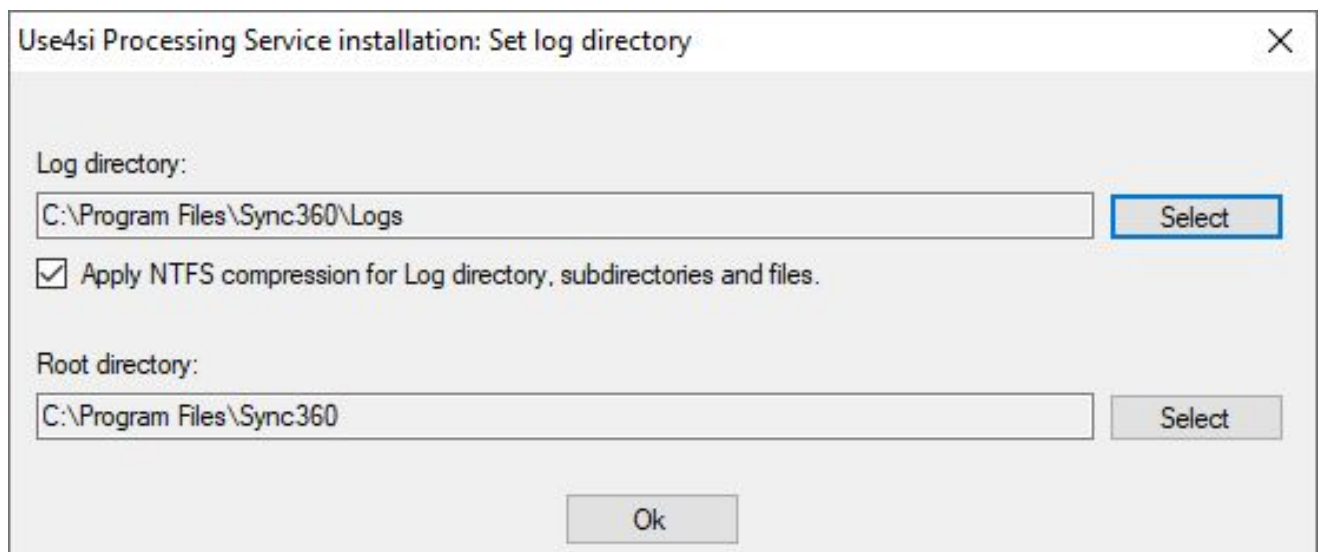 Use4si Processing Service installation: Set log directory
Log directory:
C:\Program Files\Sync360\Logs Select
Apply NTFS compression for Log directory, subdirectories and files.
Root directory:
C:\Program Files\Sync360 Select
Ok